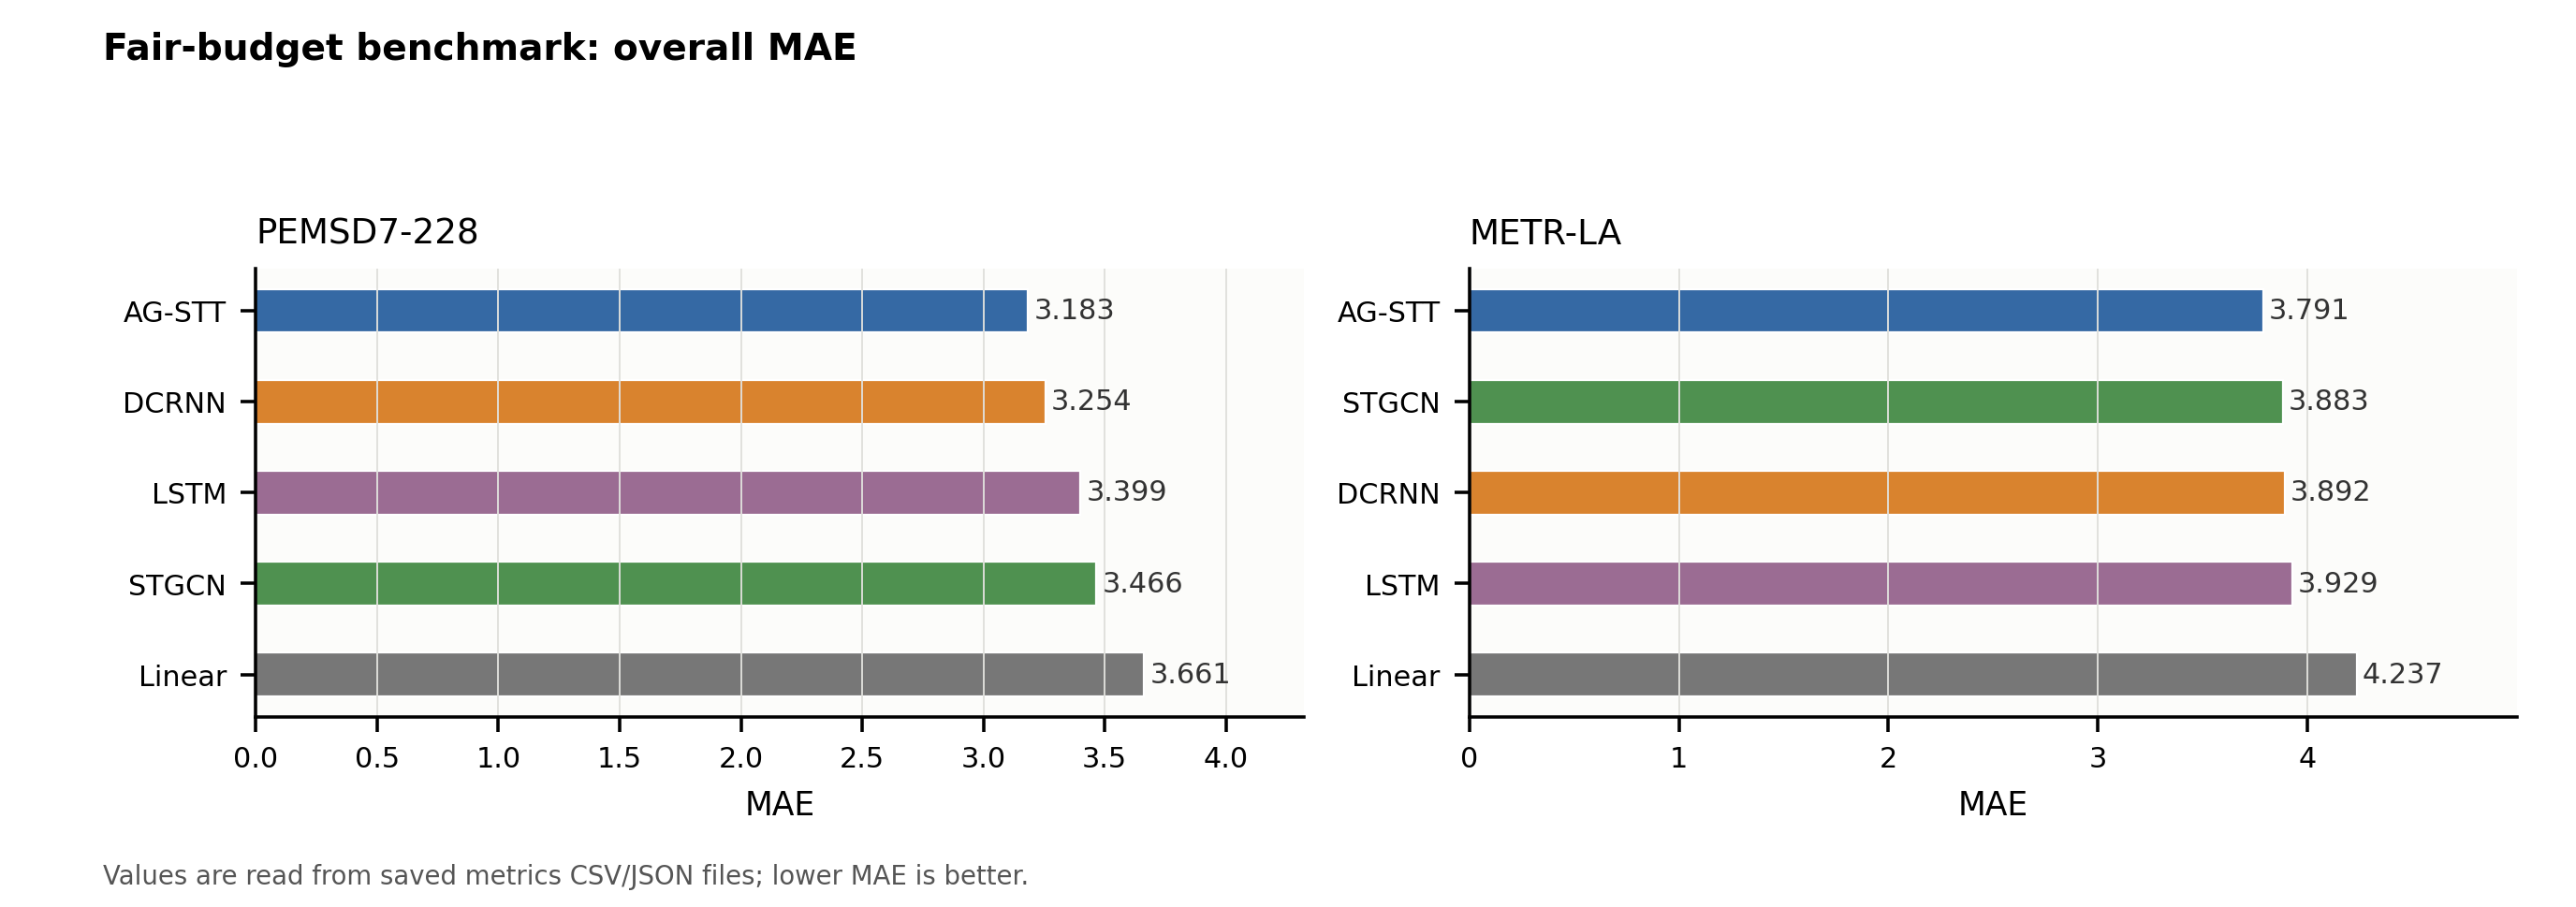 Fair-budget benchmark: overall MAE
PEMSD7-228
AG-STT 3.183
DCRNN 3.254
LSTM 3.399
STGCN 3.466
Linear 3.661
0.0 0.5 1.0 1.5 2.0 2.5 3.0 3.5 4.0
MAE
METR-LA
AG-STT 3.791
STGCN 3.883
DCRNN 3.892
LSTM 3.929
Linear 4.237
0 1 2 3 4
MAE
Values are read from saved metrics CSV/JSON files; lower MAE is better.